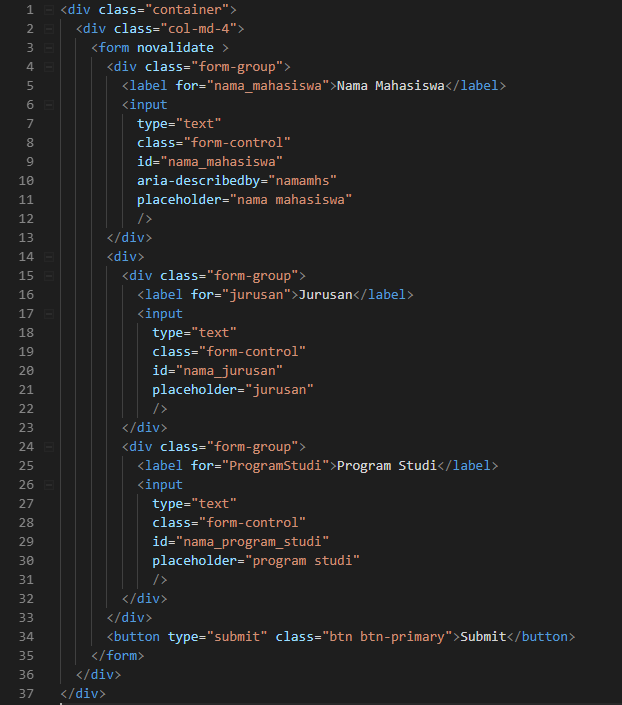 1 <div class="container">
2 <div class="col-md-4">
3 <form novalidate >
4 <div class="form-group">
5 <label for="nama_mahasiswa">Nama Mahasiswa</label>
6 <input
7 type="text"
8 class="form-control"
9 id="nama_mahasiswa"
10 aria-describedby="namamhs"
11 placeholder="nama mahasiswa"
12 />
13 </div>
14 <div>
15 <div class="form-group">
16 <label for="jurusan">Jurusan</label>
17 <input
18 type="text"
19 class="form-control"
20 id="nama_jurusan"
21 placeholder="jurusan"
22 />
23 </div>
24 <div class="form-group">
25 <label for="ProgramStudi">Program Studi</label>
26 <input
27 type="text"
28 class="form-control"
29 id="nama_program_studi"
30 placeholder="program studi"
31 />
32 </div>
33 </div>
34 <button type="submit" class="btn btn-primary">Submit</button>
35 </form>
36 </div>
37 </div>